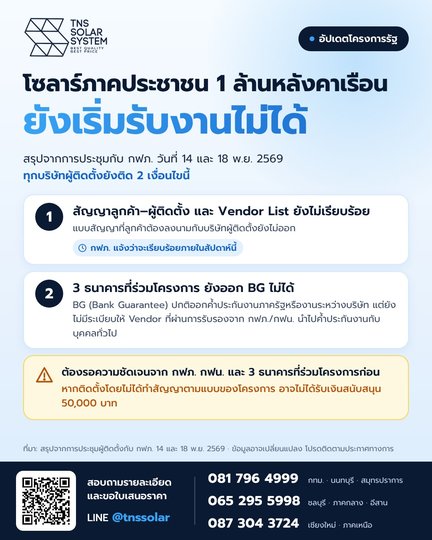 TNS
SOLAR
SYSTEM
BEST QUALITY
BEST PRICE
อัปเดตโครงการรัฐ
โซลาร์ภาคประชาชน 1 ล้านหลังคาเรือน
ยังเริ่มรับงานไม่ได้
สรุปจากการประชุมกับ กฟภ. วันที่ 14 และ 18 พ.ย. 2569
ทุกบริษัทผู้ติดตั้งยังติด 2 เงื่อนไขนี้
1
สัญญาลูกค้า–ผู้ติดตั้ง และ Vendor List ยังไม่เรียบร้อย
แบบสัญญาที่ลูกค้าต้องลงนามกับบริษัทผู้ติดตั้งยังไม่ออก
กฟภ. แจ้งว่าจะเรียบร้อยภายในสัปดาห์นี้
2
3 ธนาคารที่ร่วมโครงการ ยังออก BG ไม่ได้
BG (Bank Guarantee) ปกติออกค้ำประกันงานภาครัฐหรืองานระหว่างบริษัท แต่ยัง
ไม่มีระเบียบให้ Vendor ที่ผ่านการรับรองจาก กฟภ./กฟน. นำไปค้ำประกันงานกับ
บุคคลทั่วไป
ต้องรอความชัดเจนจาก กฟภ. กฟน. และ 3 ธนาคารที่ร่วมโครงการก่อน
หากติดตั้งโดยไม่ได้ทำสัญญาตามแบบของโครงการ อาจไม่ได้รับเงินสนับสนุน
50,000 บาท
ที่มา: สรุปจากการประชุมผู้ติดตั้งกับ กฟภ. 14 และ 18 พ.ย. 2569 · ข้อมูลอาจเปลี่ยนแปลง โปรดติดตามประกาศทางการ
สอบถามรายละเอียด
และขอใบเสนอราคา
LINE @tnssolar
081 796 4999 กทม. · นนทบุรี · สมุทรปราการ
065 295 5998 ชลบุรี · ภาคกลาง · อีสาน
087 304 3724 เชียงใหม่ · ภาคเหนือ